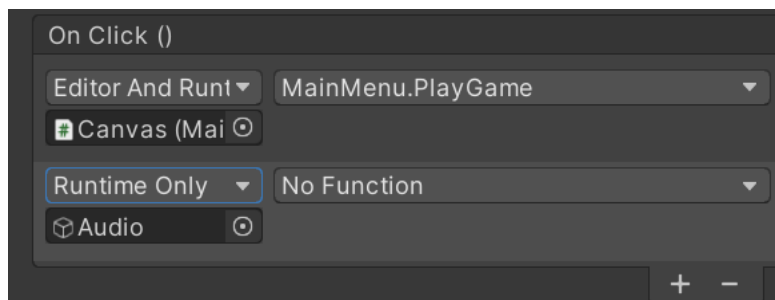 On Click ()
Editor And Runt MainMenu.PlayGame
Canvas (Mai
Runtime Only No Function
Audio